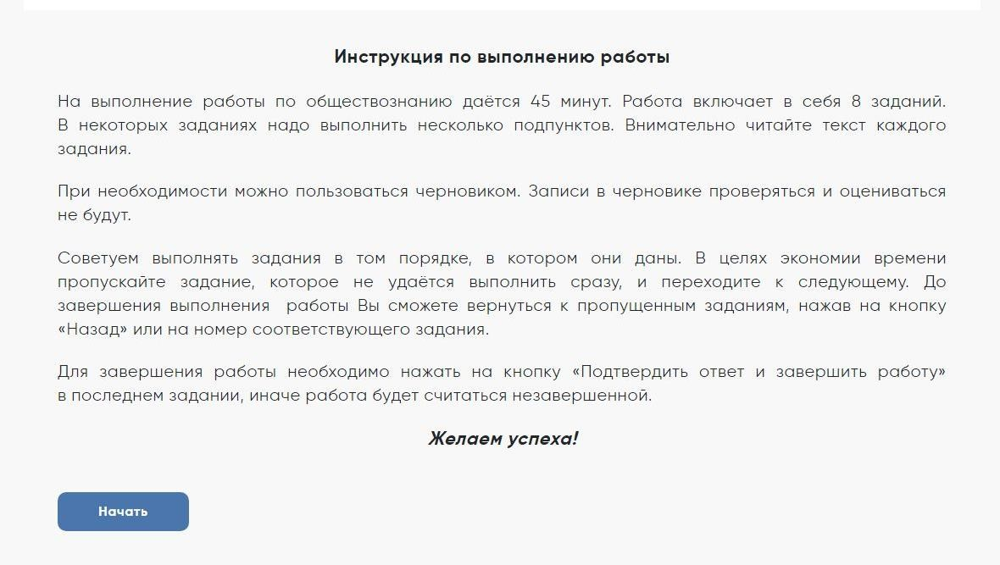 Инструкция по выполнению работы
На выполнение работы по обществознанию даётся 45 минут. Работа включает в себя 8 заданий.
В некоторых заданиях надо выполнить несколько подпунктов. Внимательно читайте текст каждого
задания.
При необходимости можно пользоваться черновиком. Записи в черновике проверяться и оцениваться
не будут.
Советуем выполнять задания в том порядке, в котором они даны. В целях экономии времени
пропускайте задание, которое не удаётся выполнить сразу, и переходите к следующему. До
завершения выполнения работы Вы сможете вернуться к пропущенным заданиям, нажав на кнопку
«Назад» или на номер соответствующего задания.
Для завершения работы необходимо нажать на кнопку «Подтвердить ответ и завершить работу»
в последнем задании, иначе работа будет считаться незавершенной.
Желаем успеха!
Начать